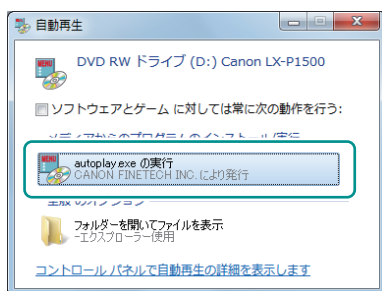 自動再生
DVD RW ドライブ (D:) Canon LX-P1500
MENU
ソフトウェアとゲーム に対しては常に次の動作を行う:
メディアからのプログラムのインストール/実行
MENU
autoplay.exe の実行
CANON FINETECH INC. により発行
全般 のオプション
フォルダーを開いてファイルを表示
-エクスプローラー使用
コントロール パネルで自動再生の詳細を表示します